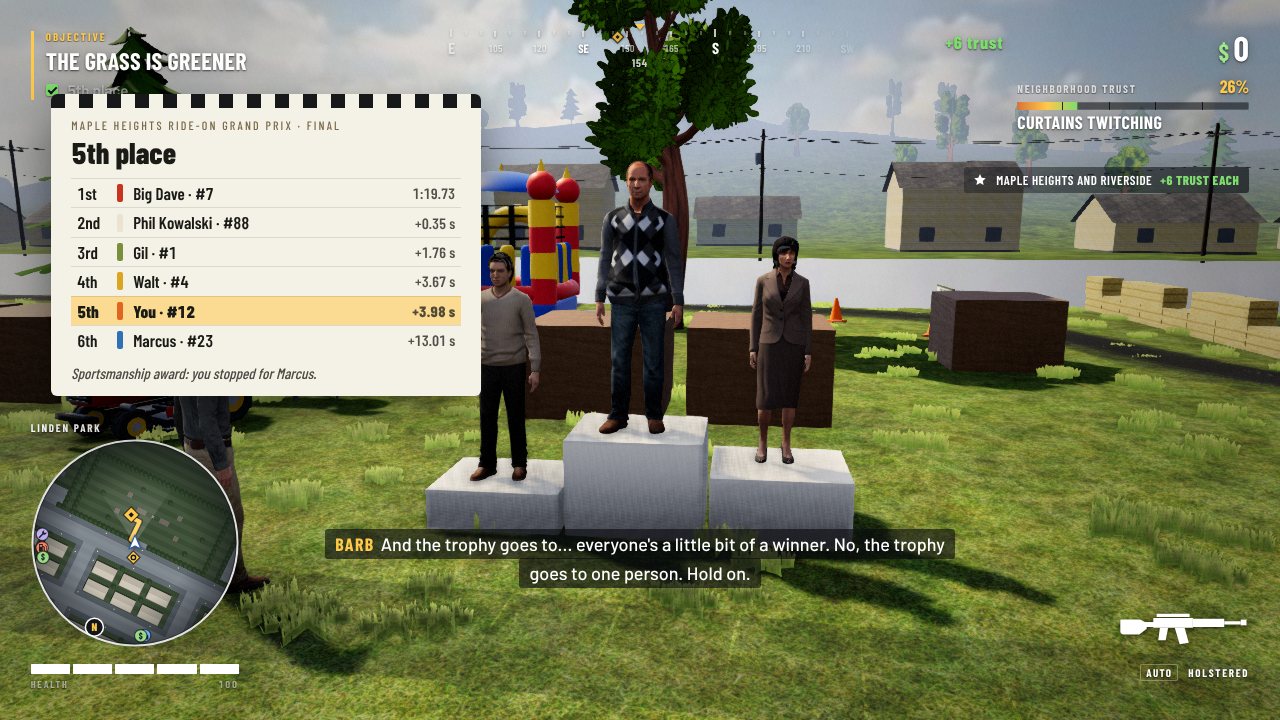 OBJECTIVE
THE GRASS IS GREENER
5th place
E 105 120 SE 150 165 S 195 210 SW
154
+6 trust
$ 0
NEIGHBORHOOD TRUST 26%
CURTAINS TWITCHING
★ MAPLE HEIGHTS AND RIVERSIDE +6 TRUST EACH
MAPLE HEIGHTS RIDE-ON GRAND PRIX · FINAL
5th place
1st Big Dave · #7 1:19.73
2nd Phil Kowalski · #88 +0.35 s
3rd Gil · #1 +1.76 s
4th Walt · #4 +3.67 s
5th You · #12 +3.98 s
6th Marcus · #23 +13.01 s
Sportsmanship award: you stopped for Marcus.
LINDEN PARK
N
$
$
BARB And the trophy goes to... everyone's a little bit of a winner. No, the trophy
goes to one person. Hold on.
HEALTH 100
AUTO HOLSTERED